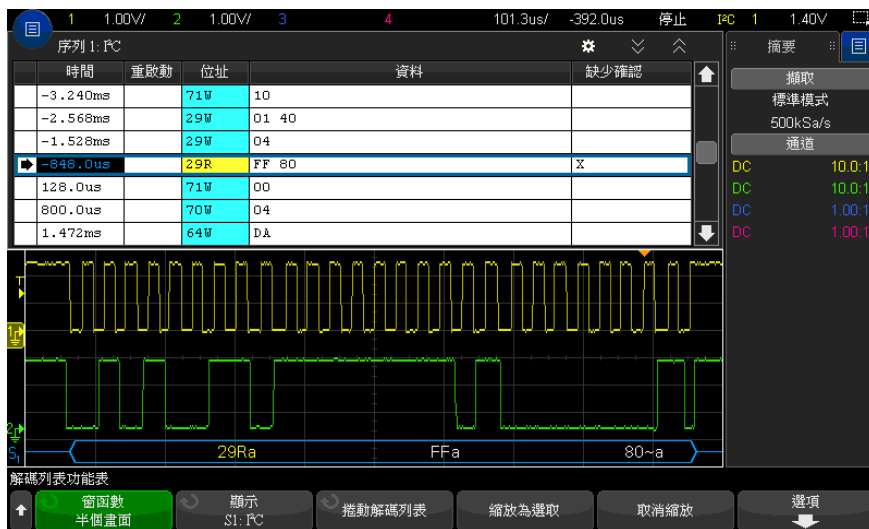 1 1.00V/ 2 1.00V/ 3 4 101.3us/ -392.0us 停止 I²C 1 1.40V
序列 1: I²C
摘要
時間 重啟動 位址 資料 缺少確認
-3.240ms 71W 10
-2.568ms 29W 01 40
-1.528ms 29W 04
-848.0us 29R FF 80 X
128.0us 71W 00
800.0us 70W 04
1.472ms 64W DA
擷取
標準模式
500kSa/s
通道
DC 10.0:1
DC 10.0:1
DC 1.00:1
DC 1.00:1
T
1
2
S₁ 29Ra FFa 80~a
解碼列表功能表
窗函數
半個畫面
顯示
S1: I²C
捲動解碼列表
縮放為選取
取消縮放
選項